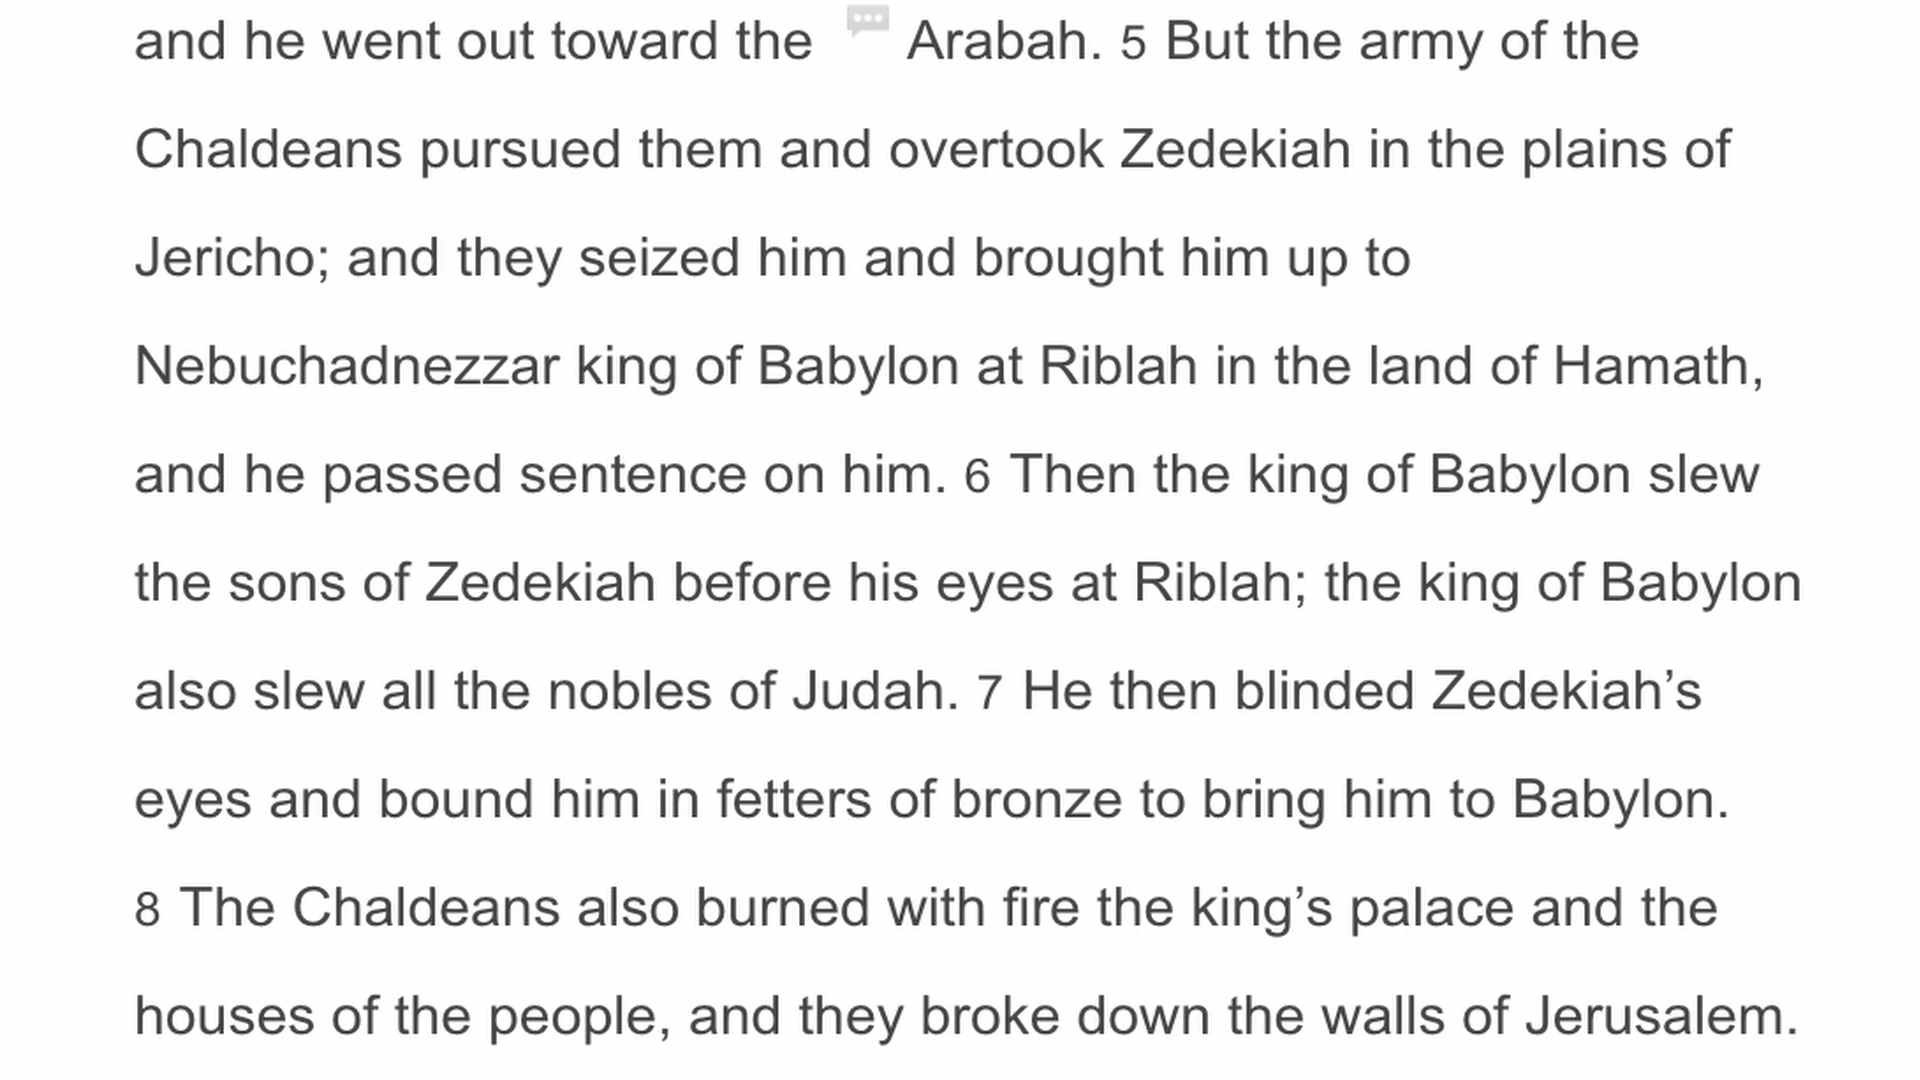 and he went out toward the Arabah. 5 But the army of the
Chaldeans pursued them and overtook Zedekiah in the plains of
Jericho; and they seized him and brought him up to
Nebuchadnezzar king of Babylon at Riblah in the land of Hamath,
and he passed sentence on him. 6 Then the king of Babylon slew
the sons of Zedekiah before his eyes at Riblah; the king of Babylon
also slew all the nobles of Judah. 7 He then blinded Zedekiah’s
eyes and bound him in fetters of bronze to bring him to Babylon.
8 The Chaldeans also burned with fire the king’s palace and the
houses of the people, and they broke down the walls of Jerusalem.